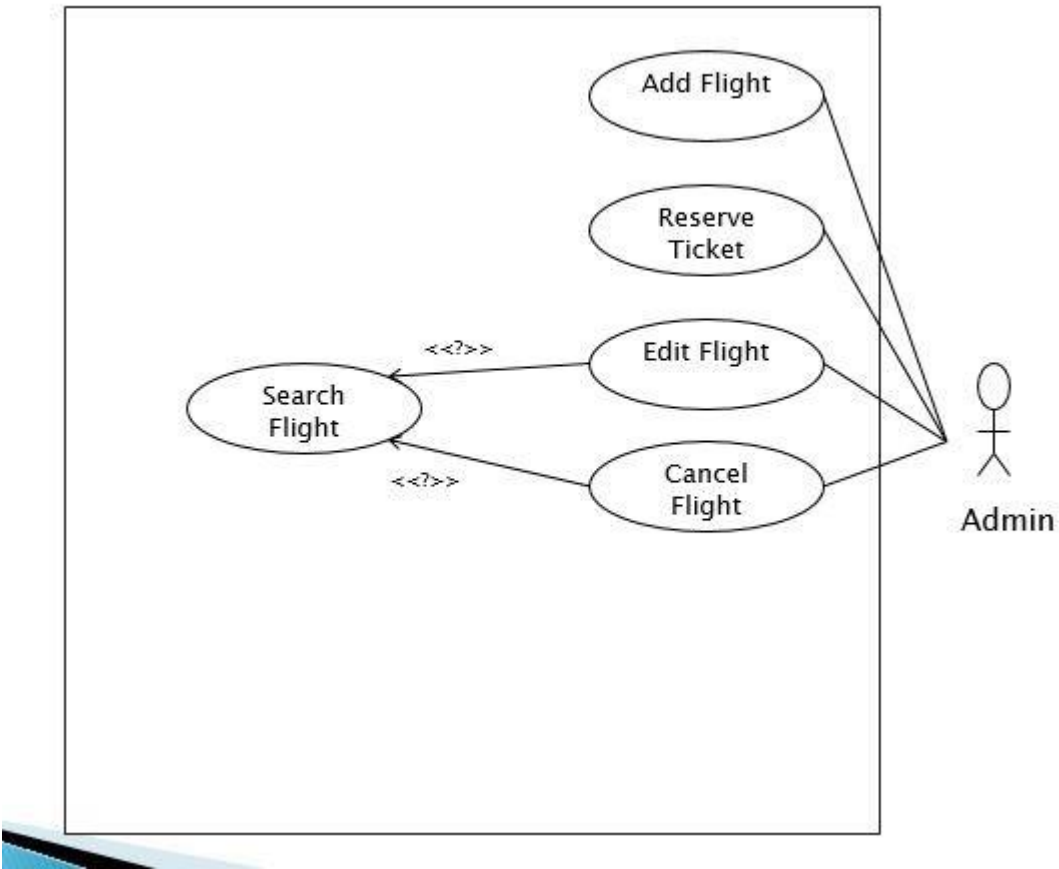 Add Flight
Reserve
Ticket
<<?>>
Edit Flight
Search
Flight
<<?>>
Cancel
Flight
Admin